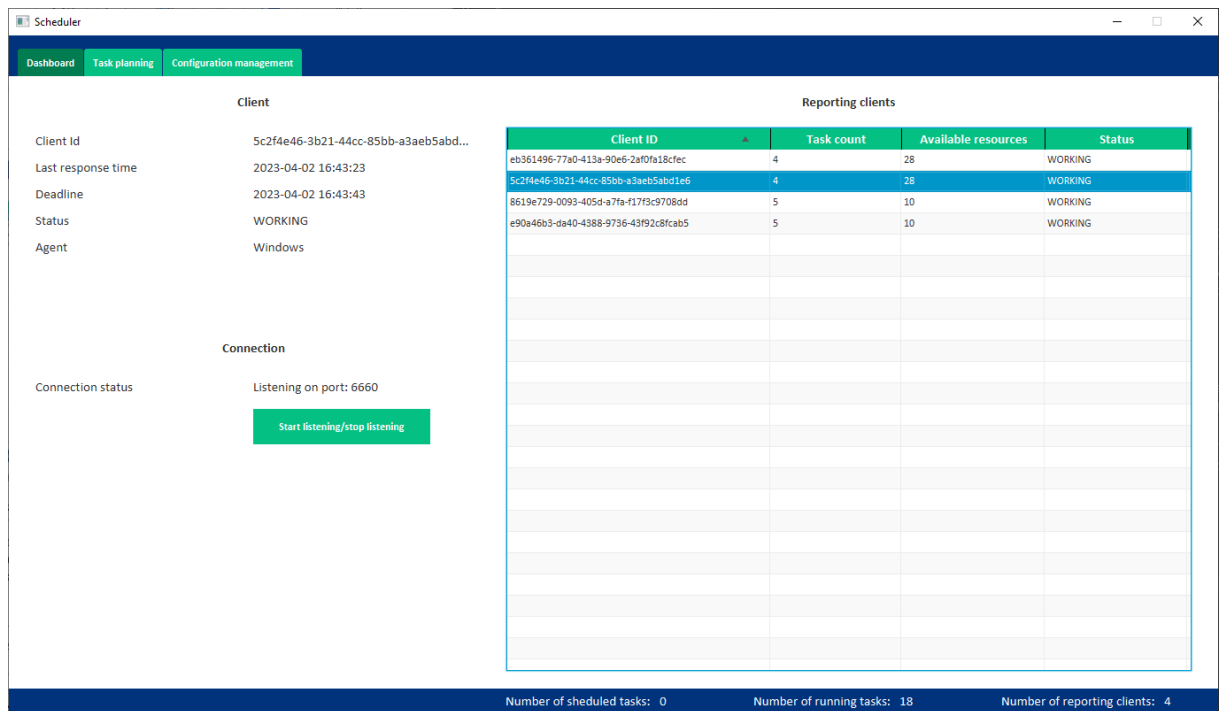 Scheduler
Dashboard Task planning Configuration management
Client
Client Id 5c2f4e46-3b21-44cc-85bb-a3aeb5abd...
Last response time 2023-04-02 16:43:23
Deadline 2023-04-02 16:43:43
Status WORKING
Agent Windows
Connection
Connection status Listening on port: 6660
Start listening/stop listening
Reporting clients
Client ID Task count Available resources Status
eb361496-77a0-413a-90e6-2af0fa18cfec 4 28 WORKING
5c2f4e46-3b21-44cc-85bb-a3aeb5abd1e6 4 28 WORKING
8619e729-0093-405d-a7fa-f17f3c9708dd 5 10 WORKING
e90a46b3-da40-4388-9736-43f92c8fcab5 5 10 WORKING
Number of sheduled tasks: 0 Number of running tasks: 18 Number of reporting clients: 4